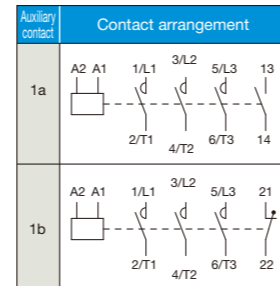 Auxiliary contact
Contact arrangement
1a
A2 A1 1/L1 3/L2 5/L3 13
2/T1 4/T2 6/T3 14
1b
A2 A1 1/L1 3/L2 5/L3 21
2/T1 4/T2 6/T3 22